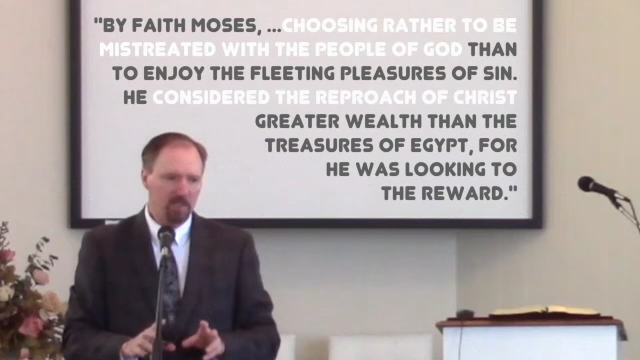 "BY FAITH MOSES, ...CHOOSING RATHER TO BE
MISTREATED WITH THE PEOPLE OF GOD THAN
TO ENJOY THE FLEETING PLEASURES OF SIN.
HE CONSIDERED THE REPROACH OF CHRIST
GREATER WEALTH THAN THE
TREASURES OF EGYPT, FOR
HE WAS LOOKING TO
THE REWARD."